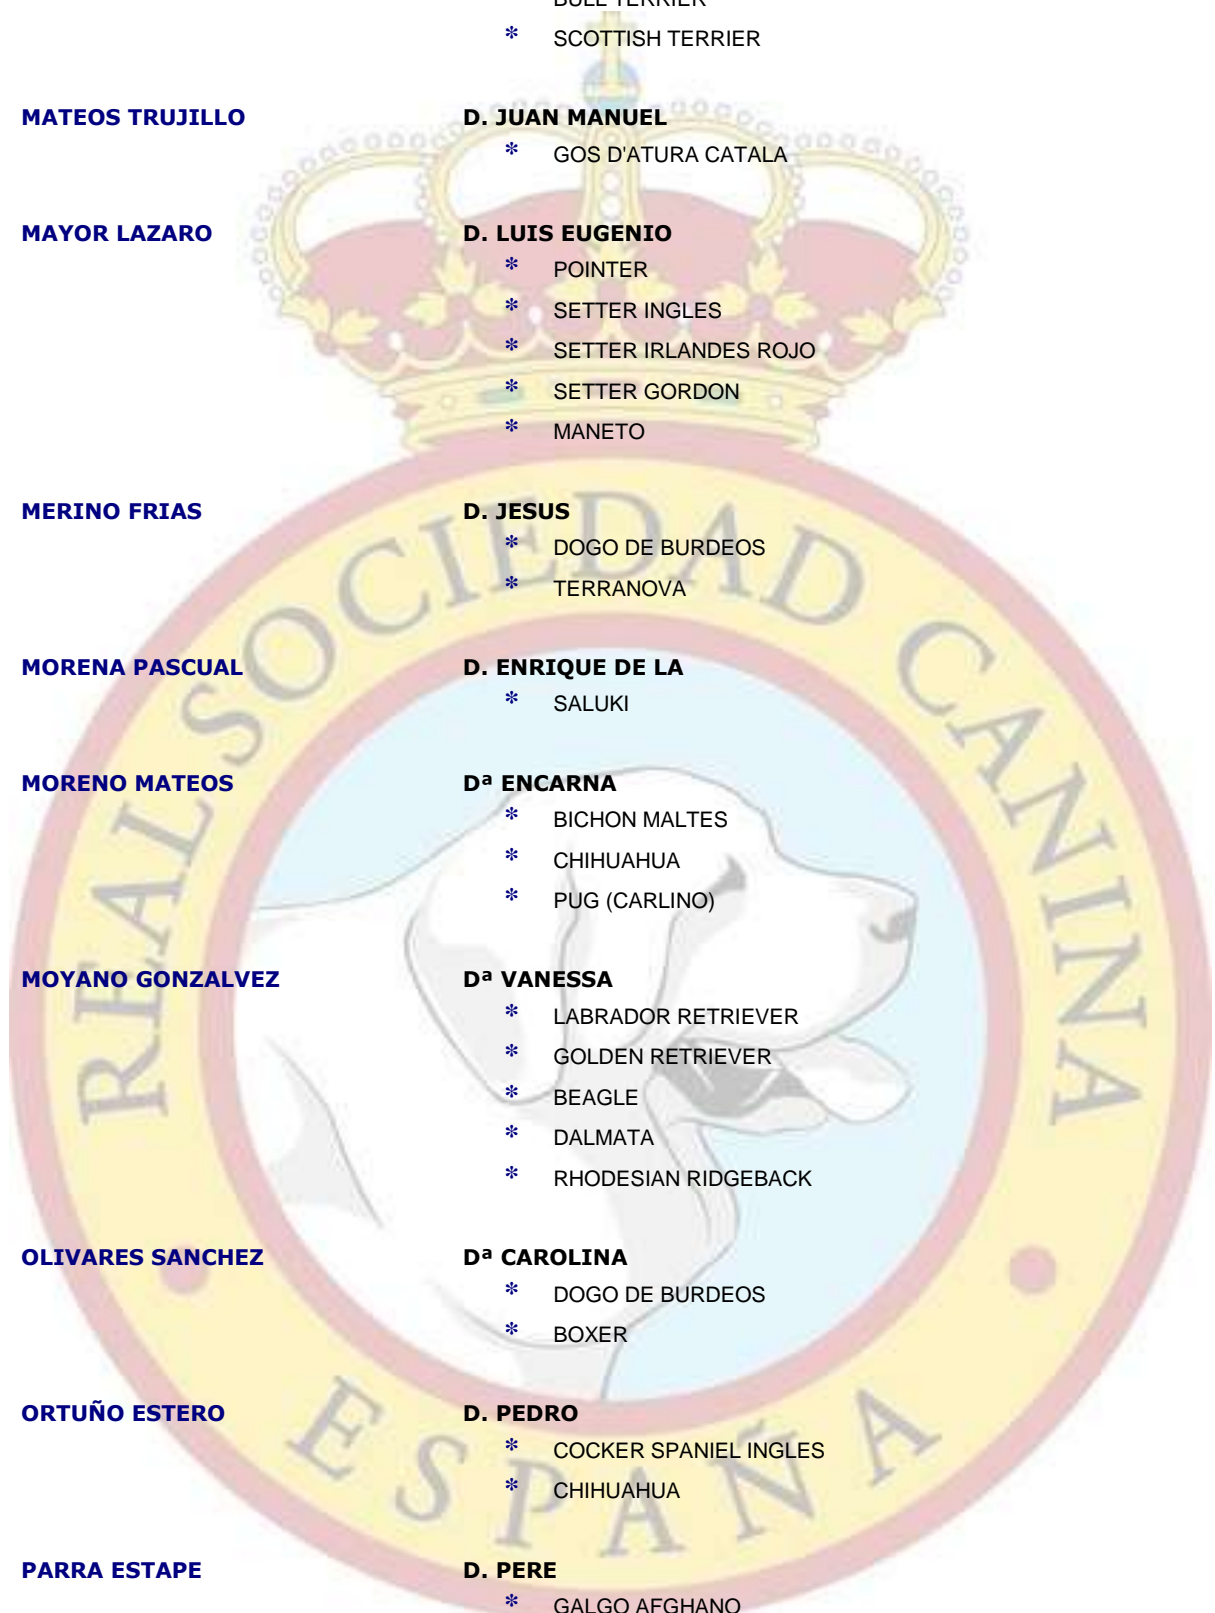 BULL TERRIER
* SCOTTISH TERRIER
MATEOS TRUJILLO D. JUAN MANUEL
* GOS D'ATURA CATALA
MAYOR LAZARO D. LUIS EUGENIO
* POINTER
* SETTER INGLES
* SETTER IRLANDES ROJO
* SETTER GORDON
* MANETO
MERINO FRIAS D. JESUS
* DOGO DE BURDEOS
* TERRANOVA
MORENA PASCUAL D. ENRIQUE DE LA
* SALUKI
MORENO MATEOS Dª ENCARNA
* BICHON MALTES
* CHIHUAHUA
* PUG (CARLINO)
MOYANO GONZALVEZ Dª VANESSA
* LABRADOR RETRIEVER
* GOLDEN RETRIEVER
* BEAGLE
* DALMATA
* RHODESIAN RIDGEBACK
OLIVARES SANCHEZ Dª CAROLINA
* DOGO DE BURDEOS
* BOXER
ORTUÑO ESTERO D. PEDRO
* COCKER SPANIEL INGLES
* CHIHUAHUA
PARRA ESTAPE D. PERE
* GALGO AFGHANO
REAL SOCIEDAD CANINA
ESPAÑA